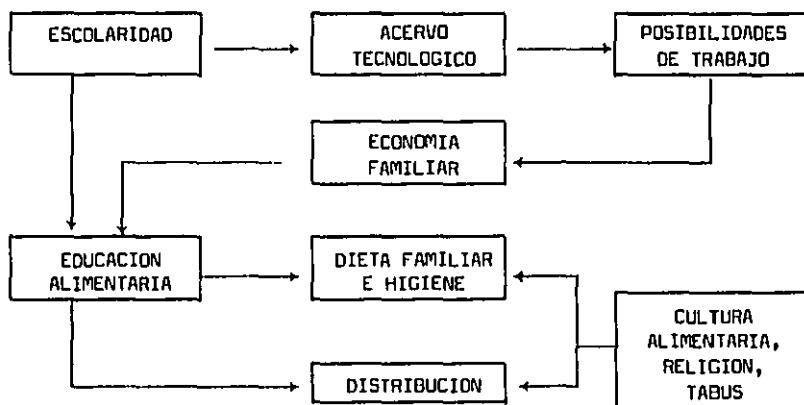 ESCOLARIDAD
ACERVO
TECNOLOGICO
POSIBILIDADES
DE TRABAJO
ECONOMIA
FAMILIAR
EDUCACION
ALIMENTARIA
DIETA FAMILIAR
E HIGIENE
CULTURA
ALIMENTARIA,
RELIGION,
TABUS
DISTRIBUCION